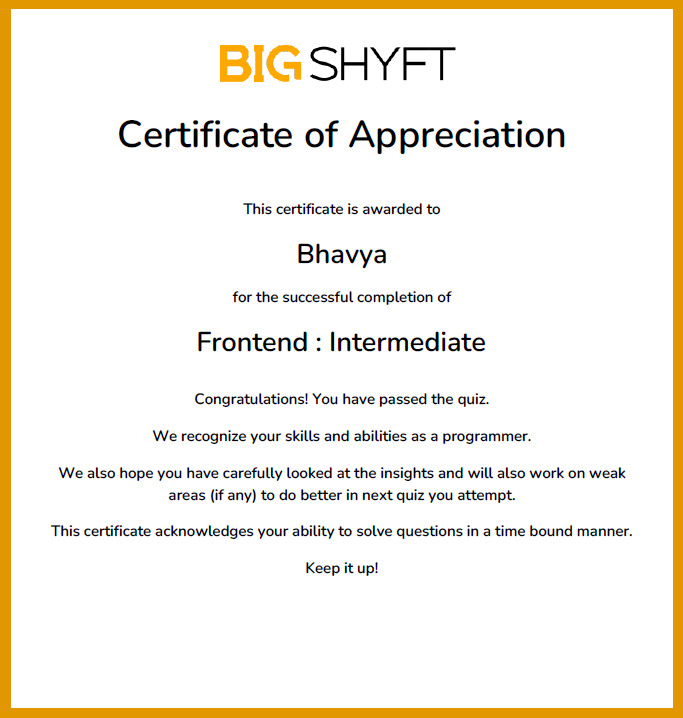 BIGSHYFT
Certificate of Appreciation
This certificate is awarded to
Bhavya
for the successful completion of
Frontend : Intermediate
Congratulations! You have passed the quiz.
We recognize your skills and abilities as a programmer.
We also hope you have carefully looked at the insights and will also work on weak
areas (if any) to do better in next quiz you attempt.
This certificate acknowledges your ability to solve questions in a time bound manner.
Keep it up!